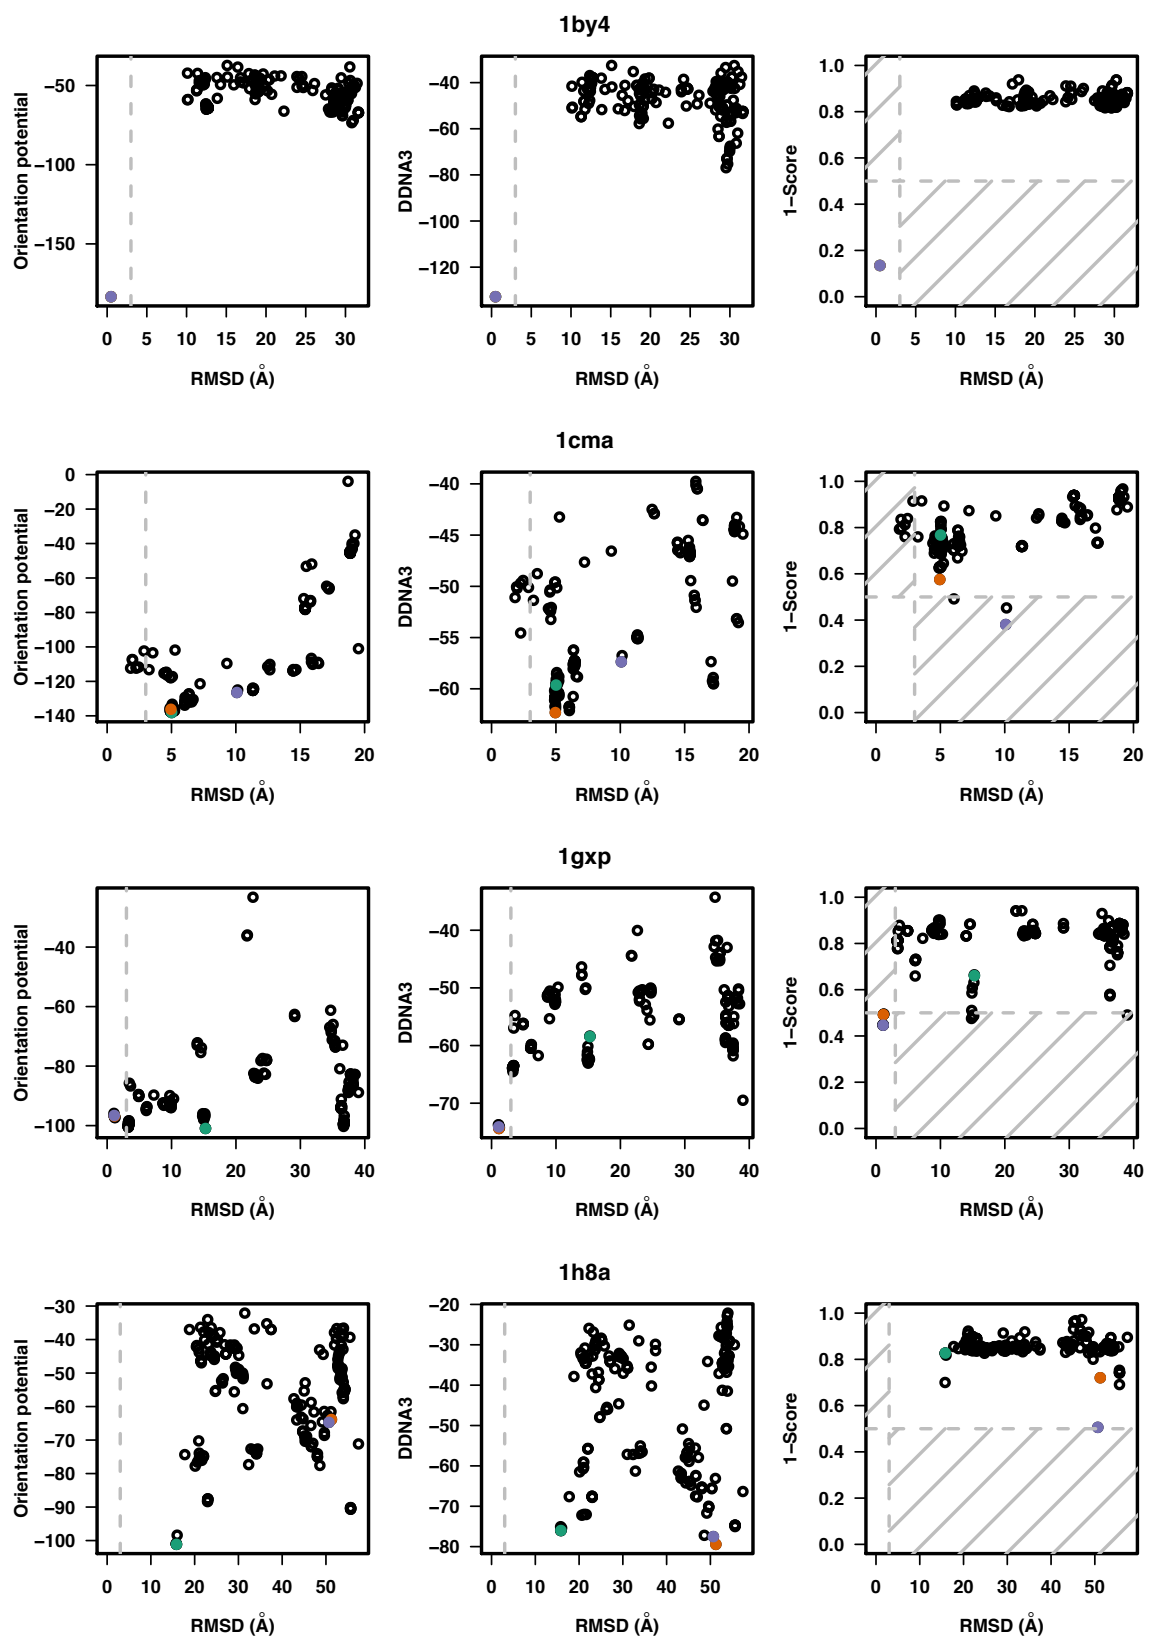 1by4
Orientation potential
−50
−100
−150
0 5 10 15 20 25 30
RMSD (Å)
DDNA3
−40
−60
−80
−100
−120
0 5 10 15 20 25 30
RMSD (Å)
1−Score
1.0
0.8
0.6
0.4
0.2
0.0
0 5 10 15 20 25 30
RMSD (Å)
1cma
Orientation potential
0
−20
−40
−60
−80
−100
−120
−140
0 5 10 15 20
RMSD (Å)
DDNA3
−40
−45
−50
−55
−60
0 5 10 15 20
RMSD (Å)
1−Score
1.0
0.8
0.6
0.4
0.2
0.0
0 5 10 15 20
RMSD (Å)
1gxp
Orientation potential
−40
−60
−80
−100
0 10 20 30 40
RMSD (Å)
DDNA3
−40
−50
−60
−70
0 10 20 30 40
RMSD (Å)
1−Score
1.0
0.8
0.6
0.4
0.2
0.0
0 10 20 30 40
RMSD (Å)
1h8a
Orientation potential
−30
−40
−50
−60
−70
−80
−90
−100
0 10 20 30 40 50
RMSD (Å)
DDNA3
−20
−30
−40
−50
−60
−70
−80
0 10 20 30 40 50
RMSD (Å)
1−Score
1.0
0.8
0.6
0.4
0.2
0.0
0 10 20 30 40 50
RMSD (Å)